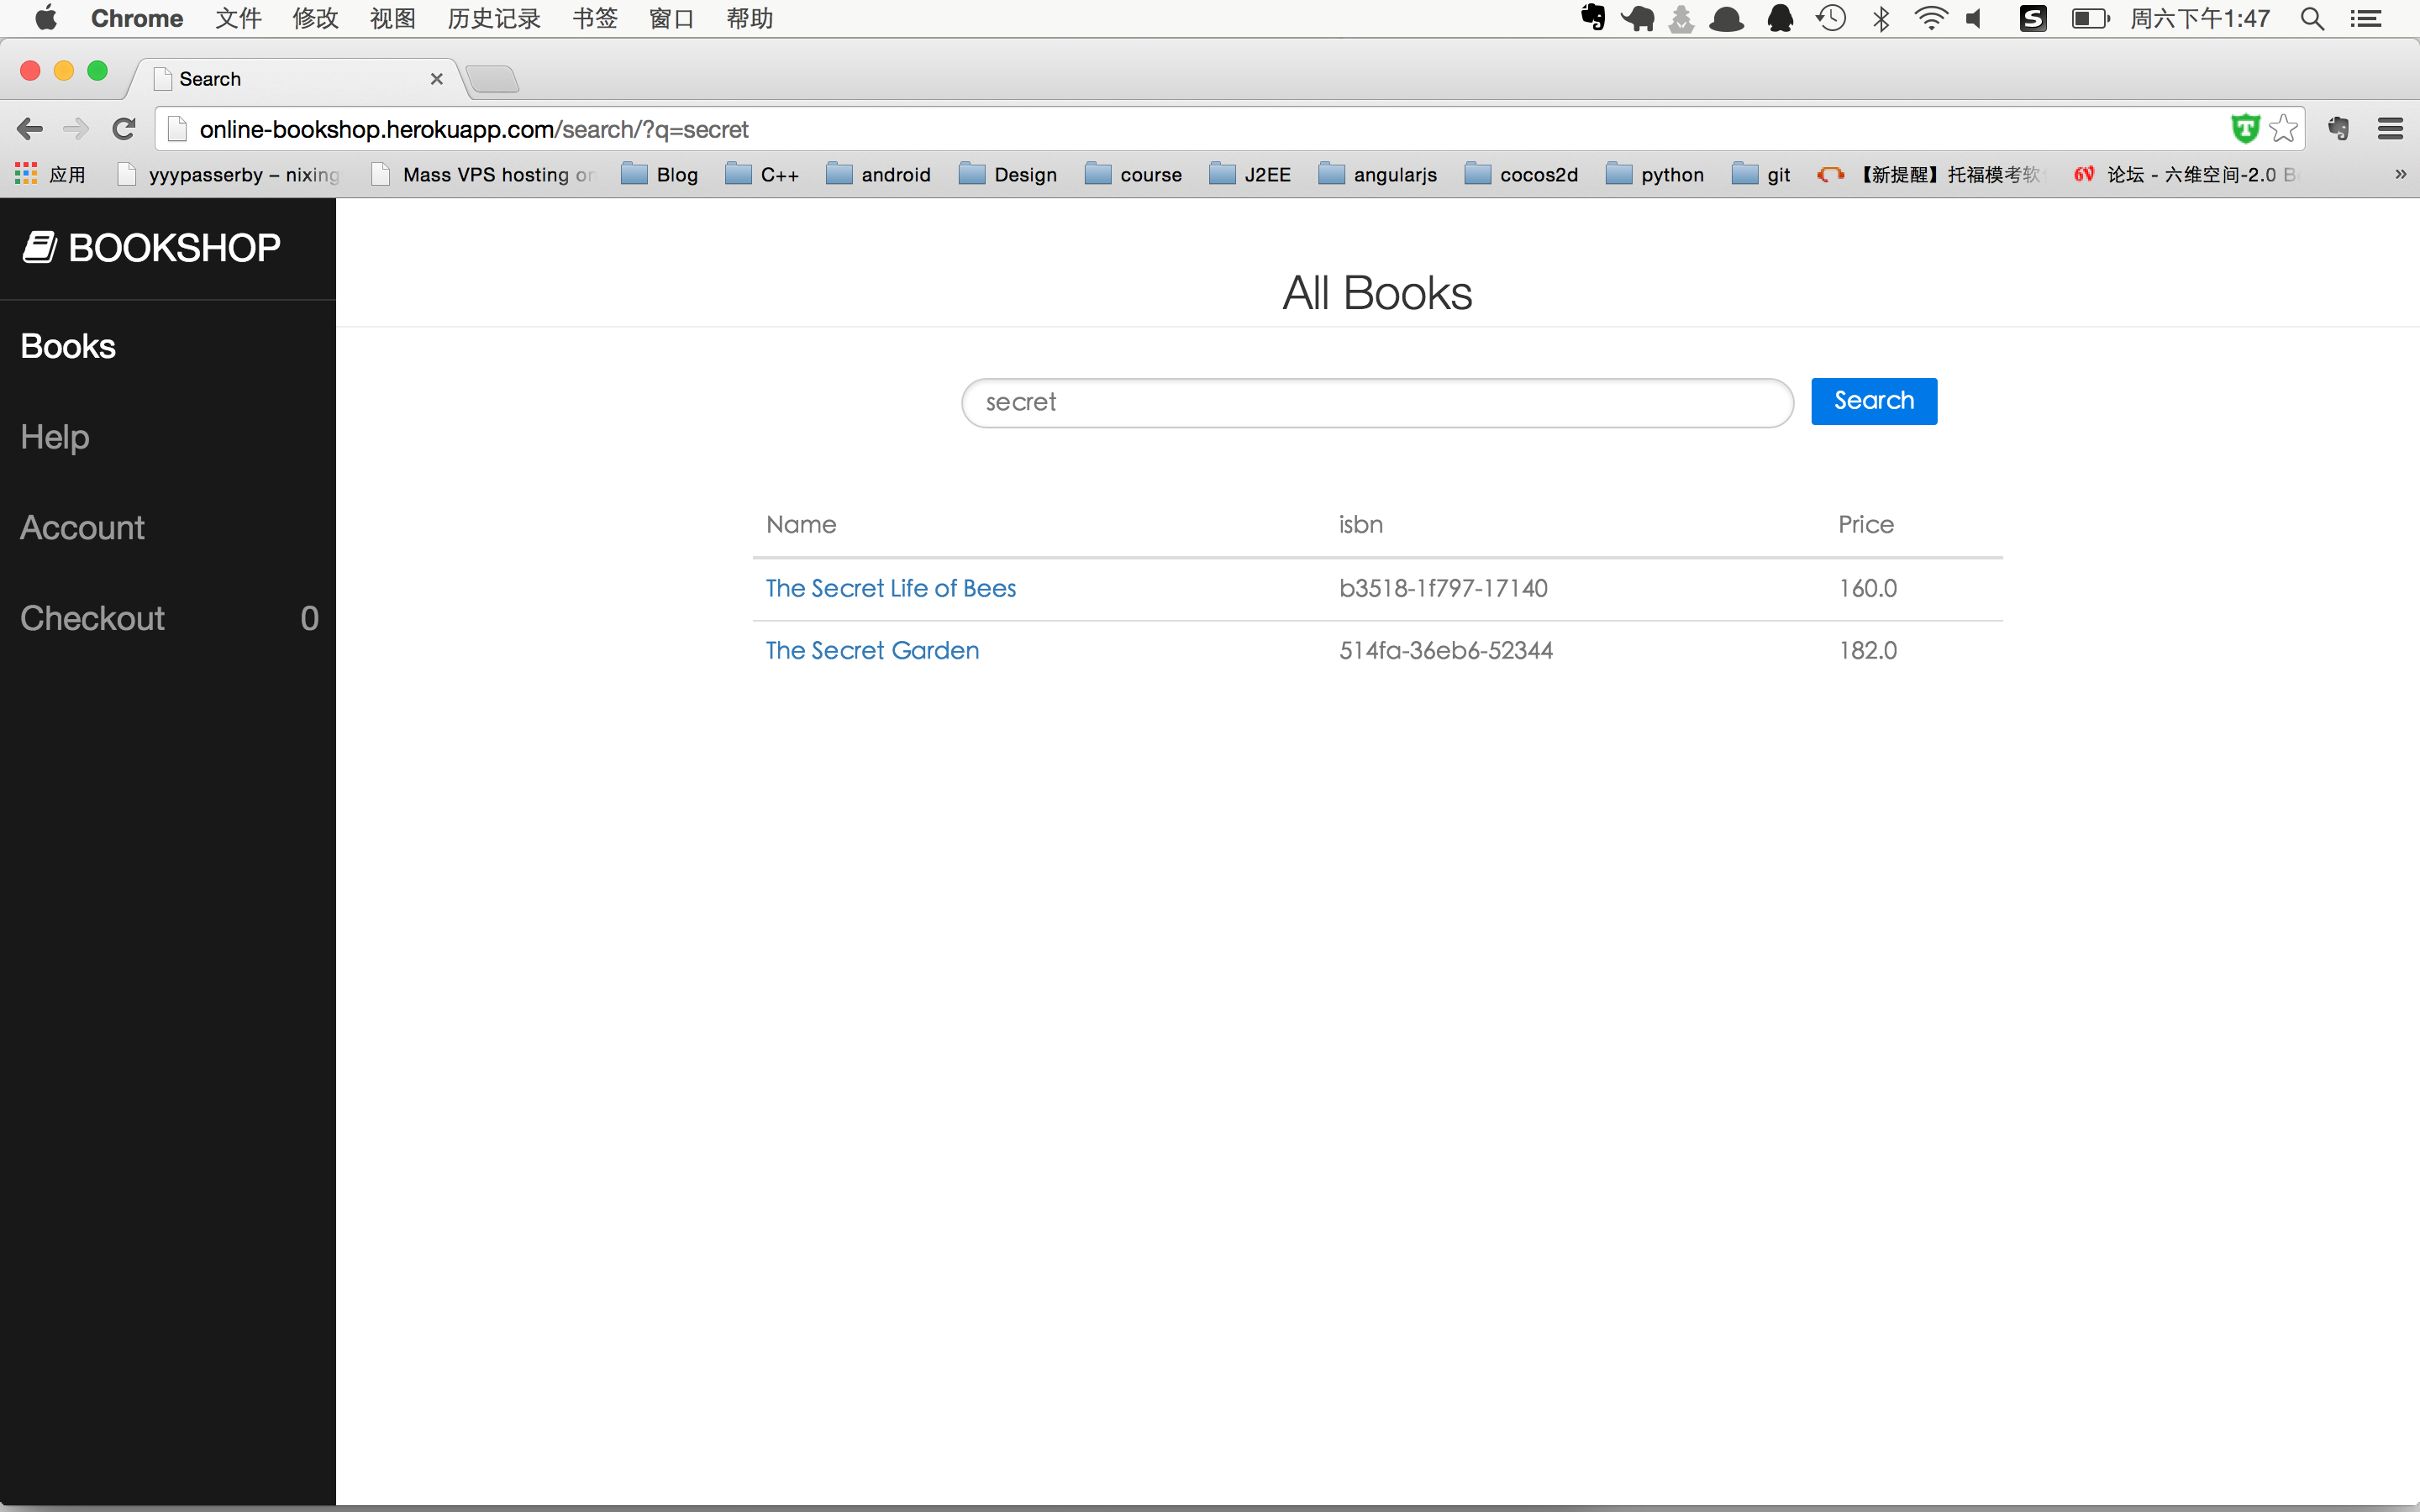 Chrome 文件 修改 视图 历史记录 书签 窗口 帮助 周六下午1:47
Search
online-bookshop.herokuapp.com/search/?q=secret
应用 yyypasserby – nixing Mass VPS hosting on Blog C++ android Design course J2EE angularjs cocos2d python git 【新提醒】托福模考软 论坛 - 六维空间-2.0 B »
BOOKSHOP
Books
Help
Account
Checkout 0
All Books
secret Search
Name isbn Price
The Secret Life of Bees b3518-1f797-17140 160.0
The Secret Garden 514fa-36eb6-52344 182.0